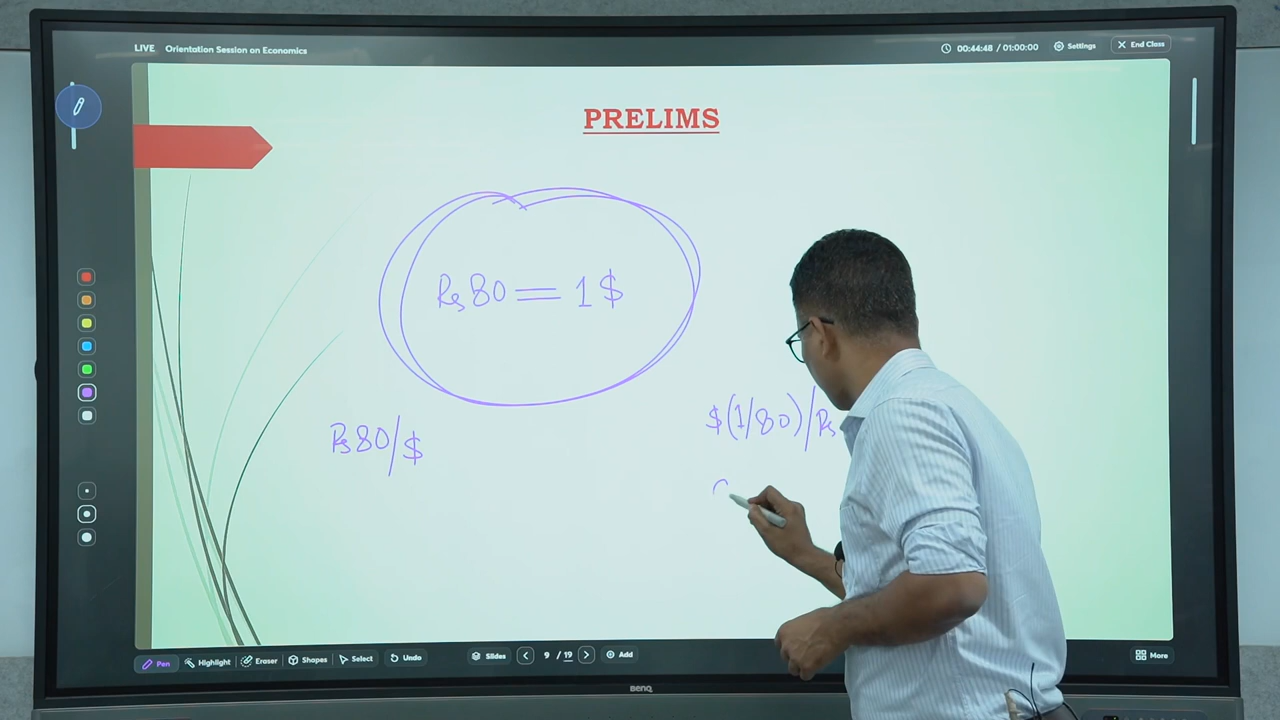 LIVE Orientation Session on Economics
00:44:48 / 01:00:00 Settings X End Class
PRELIMS
Rs 80 = 1 $
Rs 80/$
$(1/80)/Rs
Pen Highlight Eraser Shapes Select Undo Slides < 9 / 19 > Add More
BenQ